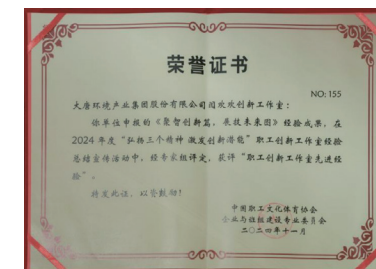 荣誉证书
NO:155
大唐环境产业集团股份有限公司闫欢欢创新工作室：
你单位申报的《聚智创新篇，展技未来图》经验成果，在
2024年度“弘扬三个精神 激发创新潜能”职工创新工作室经验
总结宣传活动中，经专家组评定，获评“职工创新工作室先进经
验”。
特发此证，以资鼓励！
中国职工文化体育协会
企业与班组建设专业委员会
二〇二四年十一月